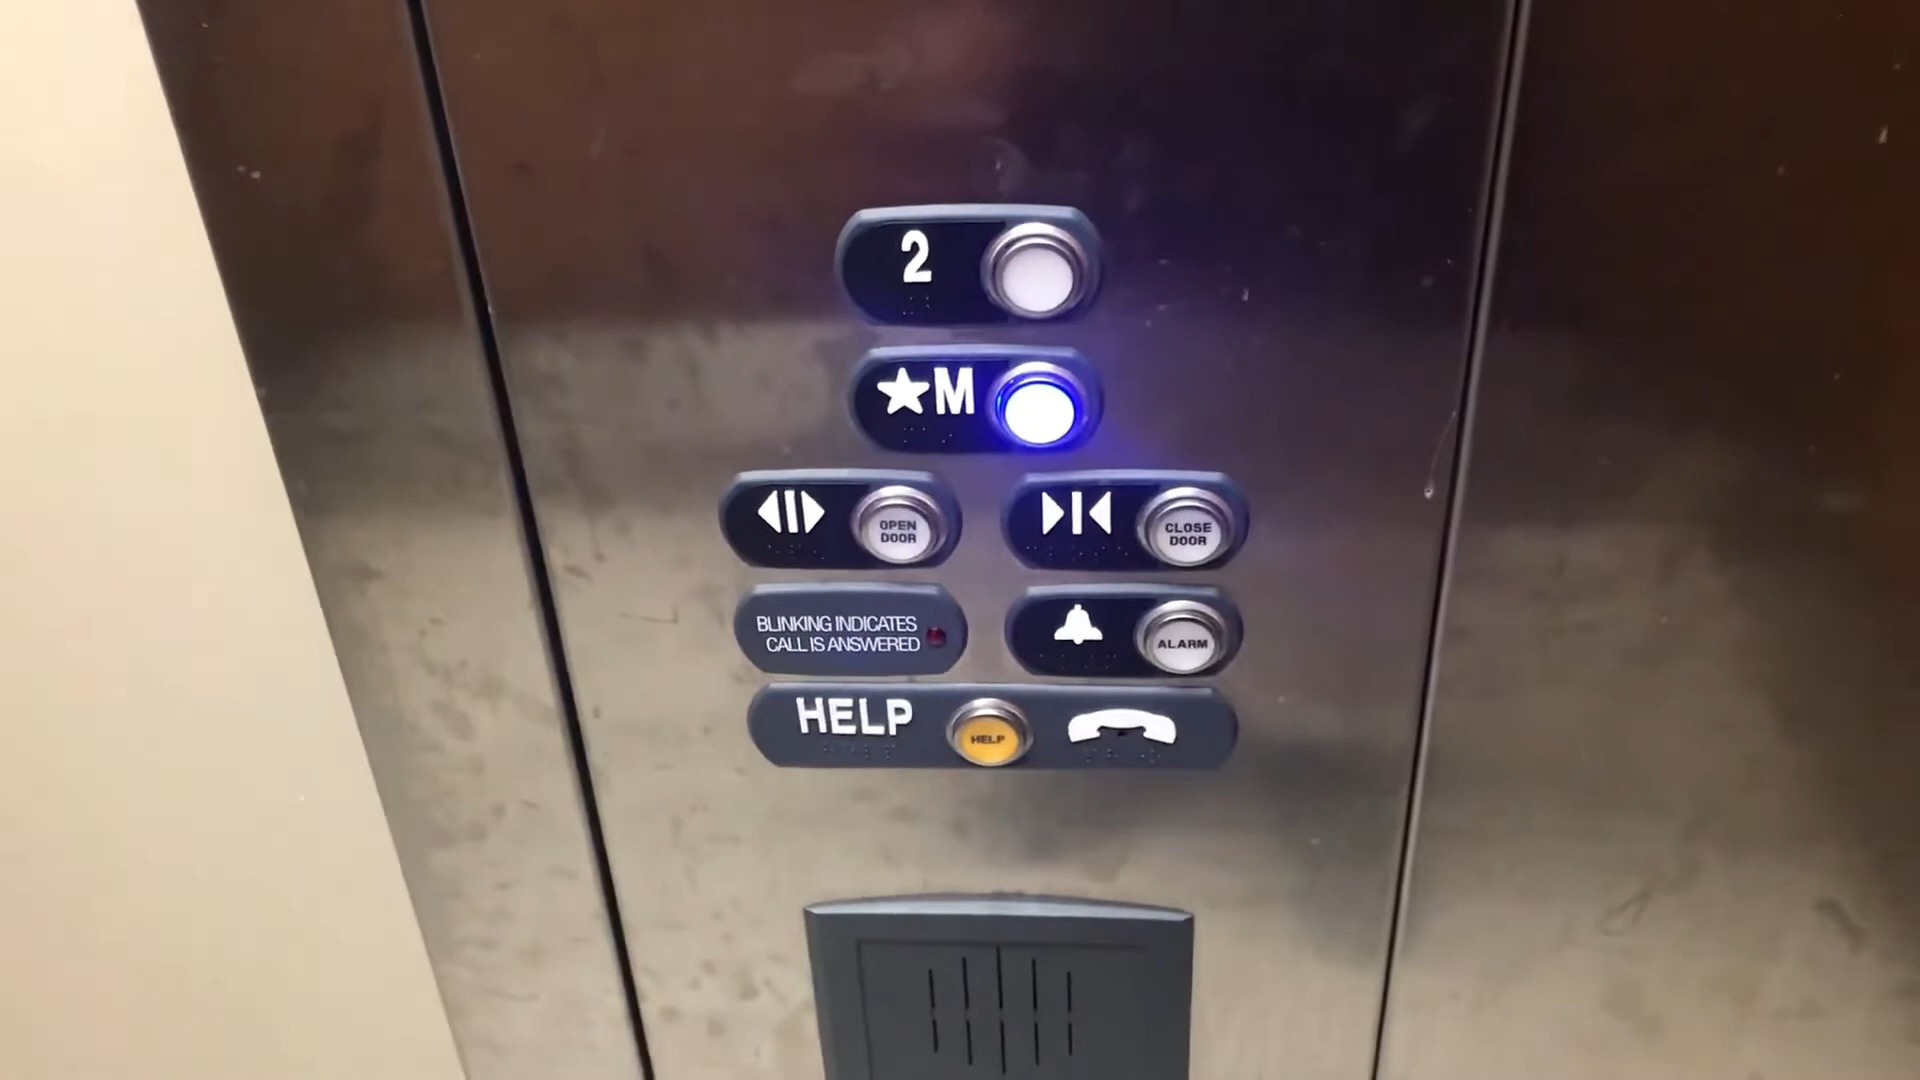 2
★M
OPEN
DOOR
CLOSE
DOOR
BLINKING INDICATES
CALL IS ANSWERED
ALARM
HELP
HELP